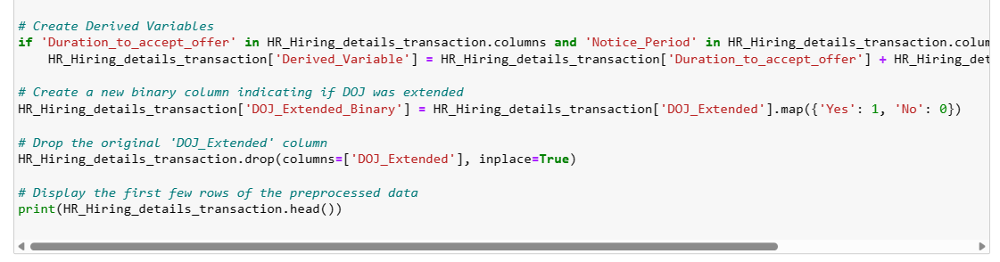 # Create Derived Variables
if 'Duration_to_accept_offer' in HR_Hiring_details_transaction.columns and 'Notice_Period' in HR_Hiring_details_transaction.colum
    HR_Hiring_details_transaction['Derived_Variable'] = HR_Hiring_details_transaction['Duration_to_accept_offer'] + HR_Hiring_det
# Create a new binary column indicating if DOJ was extended
HR_Hiring_details_transaction['DOJ_Extended_Binary'] = HR_Hiring_details_transaction['DOJ_Extended'].map({'Yes': 1, 'No': 0})
# Drop the original 'DOJ_Extended' column
HR_Hiring_details_transaction.drop(columns=['DOJ_Extended'], inplace=True)
# Display the first few rows of the preprocessed data
print(HR_Hiring_details_transaction.head())